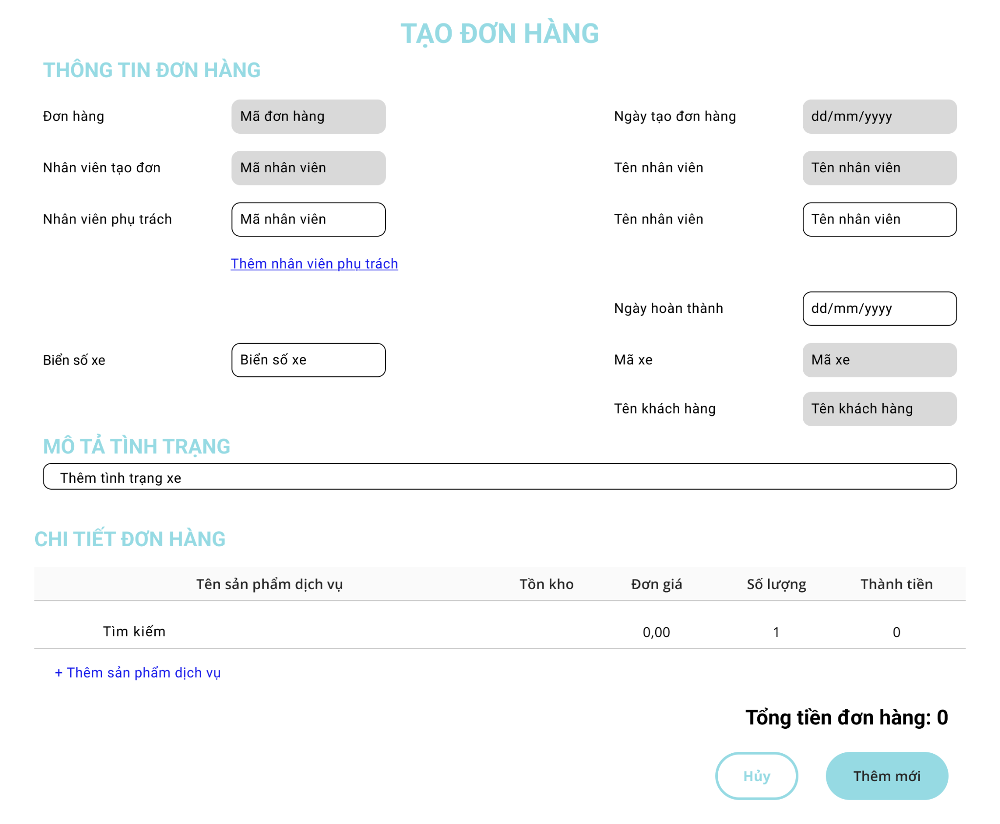 TẠO ĐƠN HÀNG
THÔNG TIN ĐƠN HÀNG
Đơn hàng Mã đơn hàng Ngày tạo đơn hàng dd/mm/yyyy
Nhân viên tạo đơn Mã nhân viên Tên nhân viên Tên nhân viên
Nhân viên phụ trách Mã nhân viên Tên nhân viên Tên nhân viên
Thêm nhân viên phụ trách
Ngày hoàn thành dd/mm/yyyy
Biển số xe Biển số xe Mã xe Mã xe
Tên khách hàng Tên khách hàng
MÔ TẢ TÌNH TRẠNG
Thêm tình trạng xe
CHI TIẾT ĐƠN HÀNG
Tên sản phẩm dịch vụ Tồn kho Đơn giá Số lượng Thành tiền
Tìm kiếm 0,00 1 0
+ Thêm sản phẩm dịch vụ
Tổng tiền đơn hàng: 0
Hủy Thêm mới